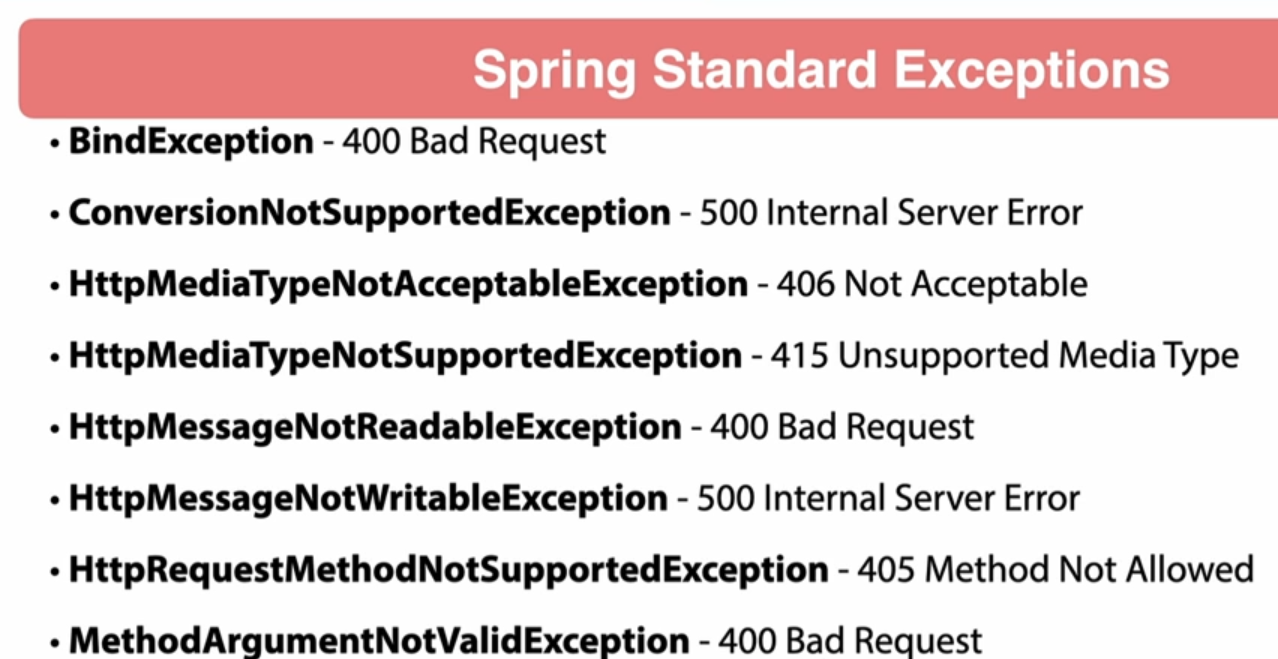 Spring Standard Exceptions
• BindException - 400 Bad Request
• ConversionNotSupportedException - 500 Internal Server Error
• HttpMediaTypeNotAcceptableException - 406 Not Acceptable
• HttpMediaTypeNotSupportedException - 415 Unsupported Media Type
• HttpMessageNotReadableException - 400 Bad Request
• HttpMessageNotWritableException - 500 Internal Server Error
• HttpRequestMethodNotSupportedException - 405 Method Not Allowed
• MethodArgumentNotValidException - 400 Bad Request